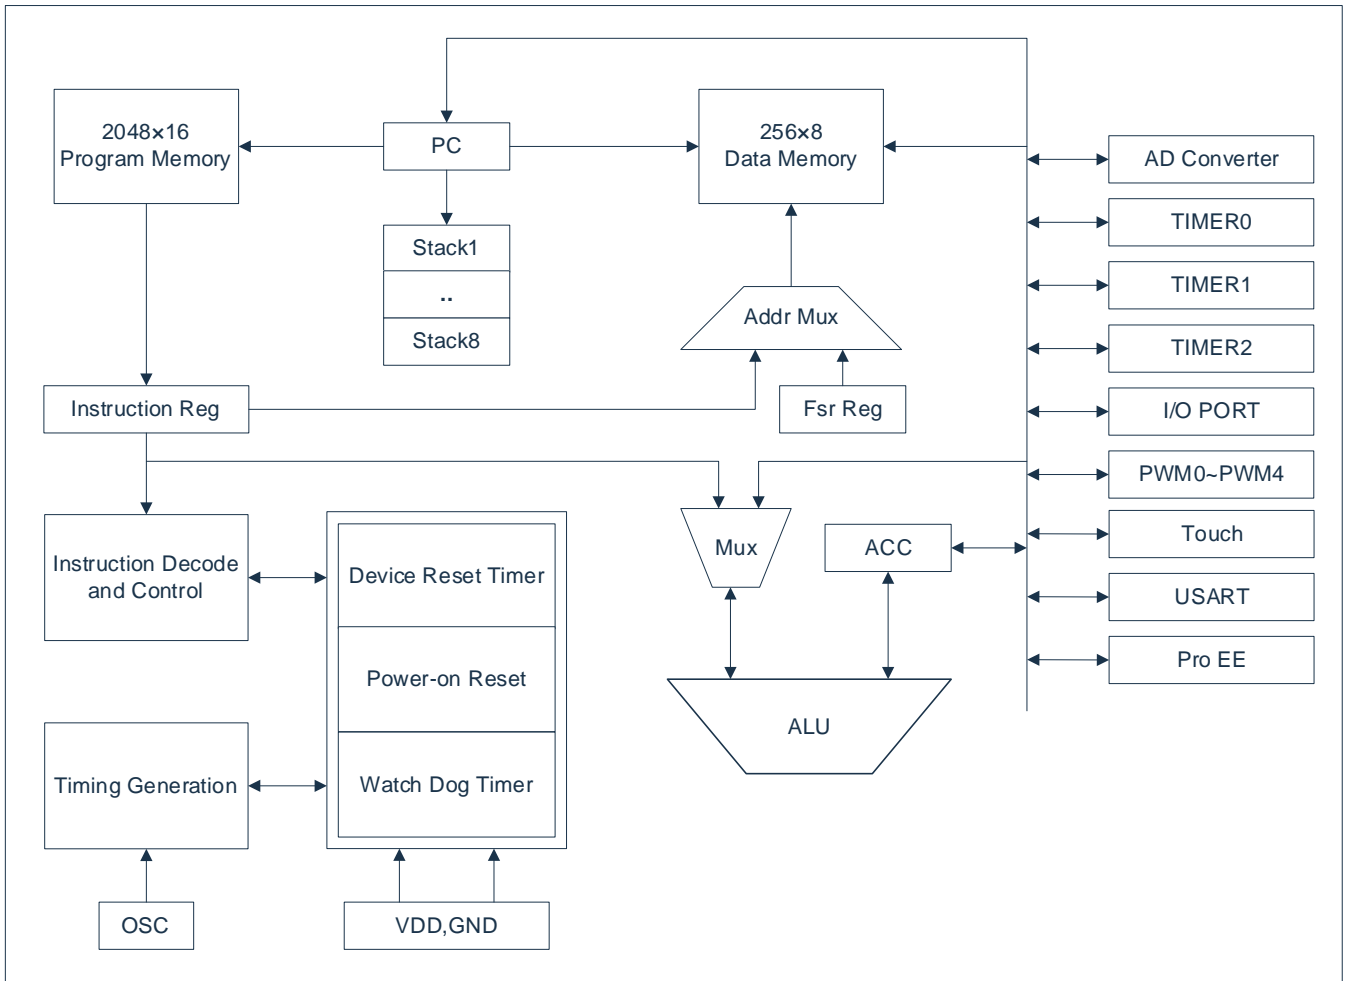 2048×16
Program Memory
PC
256×8
Data Memory
AD Converter
TIMER0
Stack1
..
Stack8
TIMER1
Addr Mux
TIMER2
Instruction Reg
Fsr Reg
I/O PORT
PWM0~PWM4
Instruction Decode
and Control
Device Reset Timer
Mux
ACC
Touch
USART
Power-on Reset
Pro EE
ALU
Timing Generation
Watch Dog Timer
OSC
VDD,GND